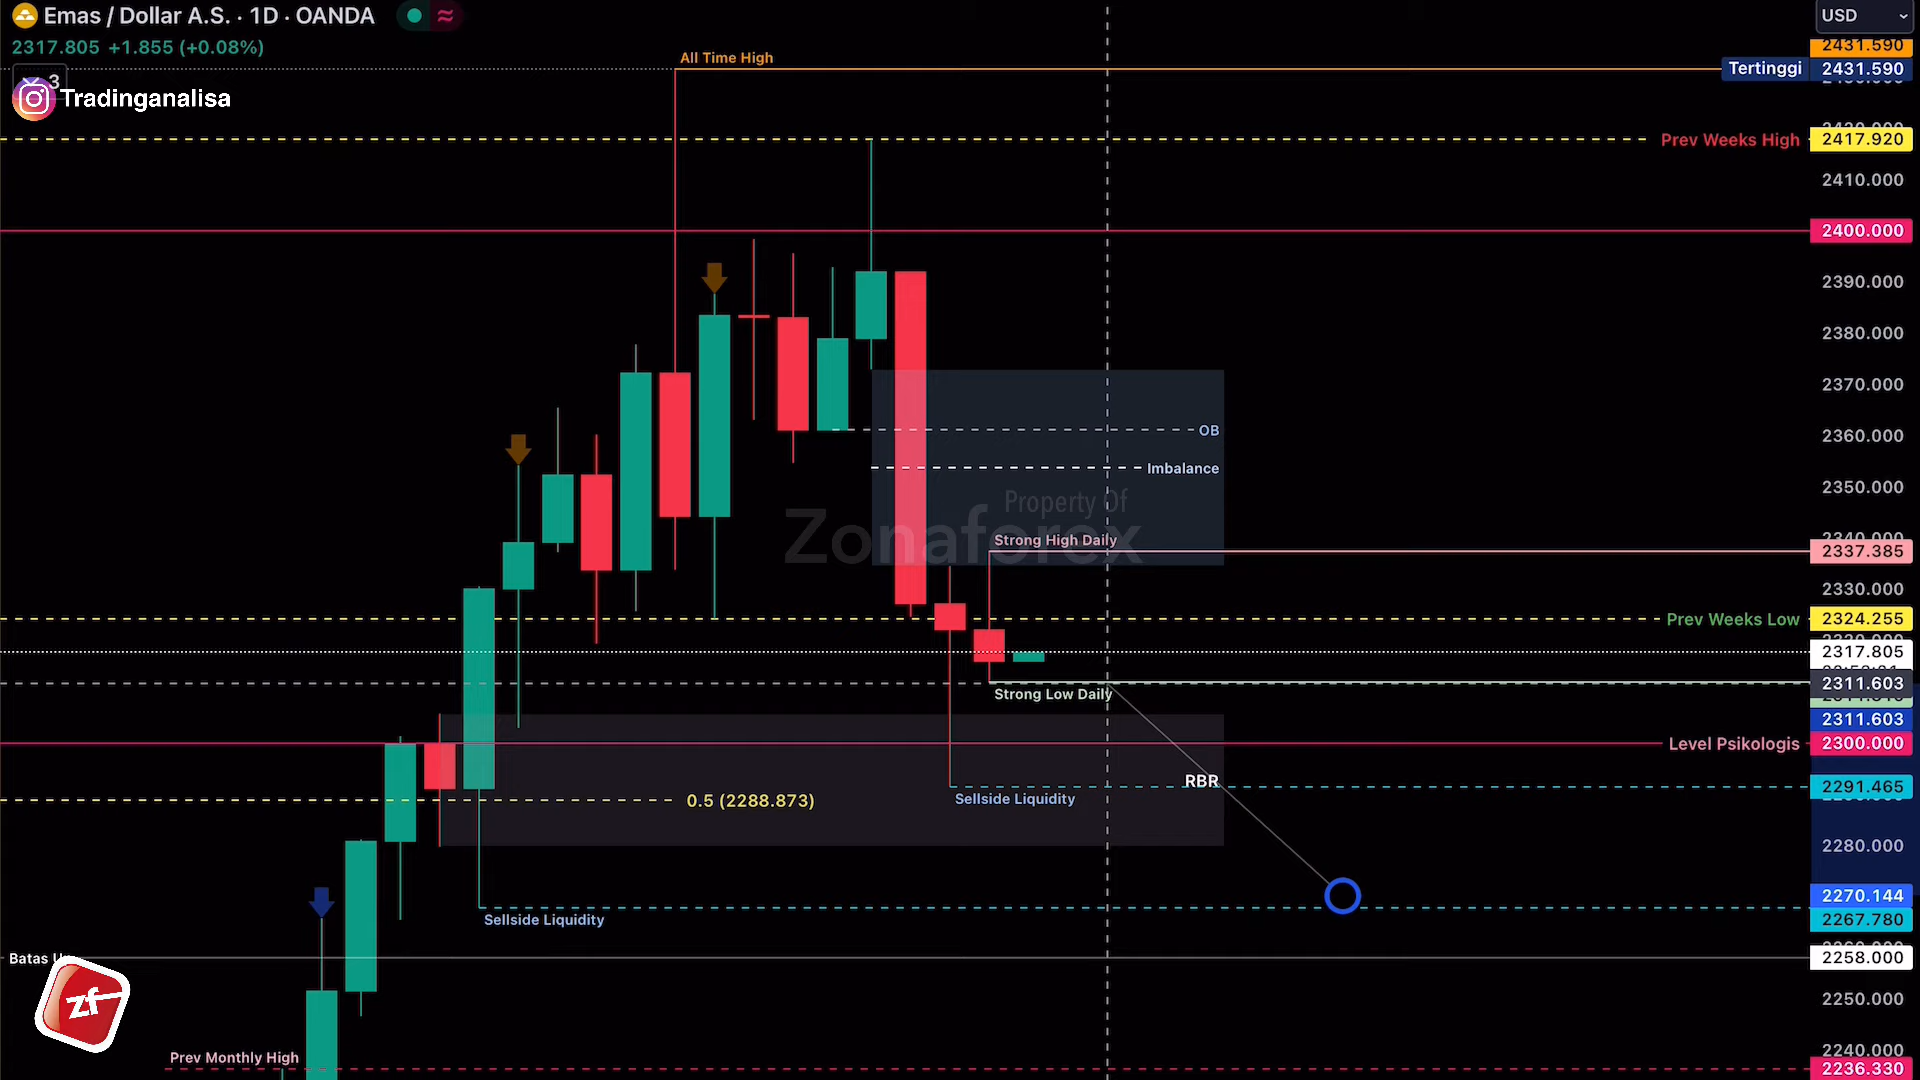 Emas / Dollar A.S. · 1D · OANDA
USD
2317.805 +1.855 (+0.08%)
3
Tradinganalisa
All Time High
2431.590
Tertinggi 2431.590
Prev Weeks High 2417.920
2410.000
2400.000
2390.000
2380.000
2370.000
OB
2360.000
Imbalance
2350.000
Property Of
Zonaforex
Strong High Daily
2337.385
2330.000
Prev Weeks Low 2324.255
2317.805
2311.603
Strong Low Daily
2311.603
Level Psikologis 2300.000
RBR
2291.465
Sellside Liquidity
0.5 (2288.873)
2280.000
2270.144
Sellside Liquidity
2267.780
Batas
2258.000
zf
2250.000
2240.000
Prev Monthly High
2236.330